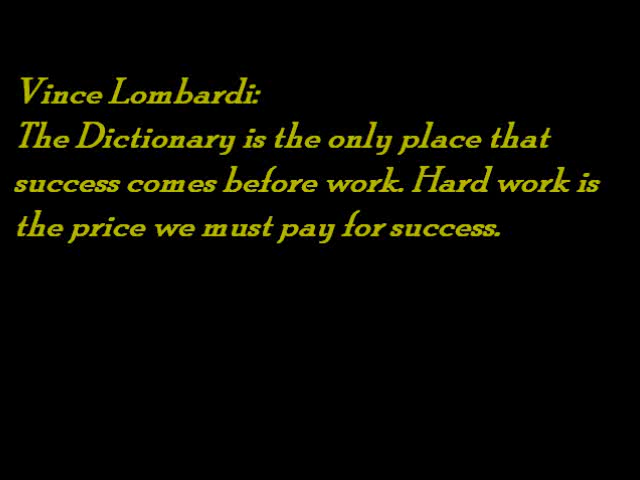 Vince Lombardi:
The Dictionary is the only place that
success comes before work. Hard work is
the price we must pay for success.